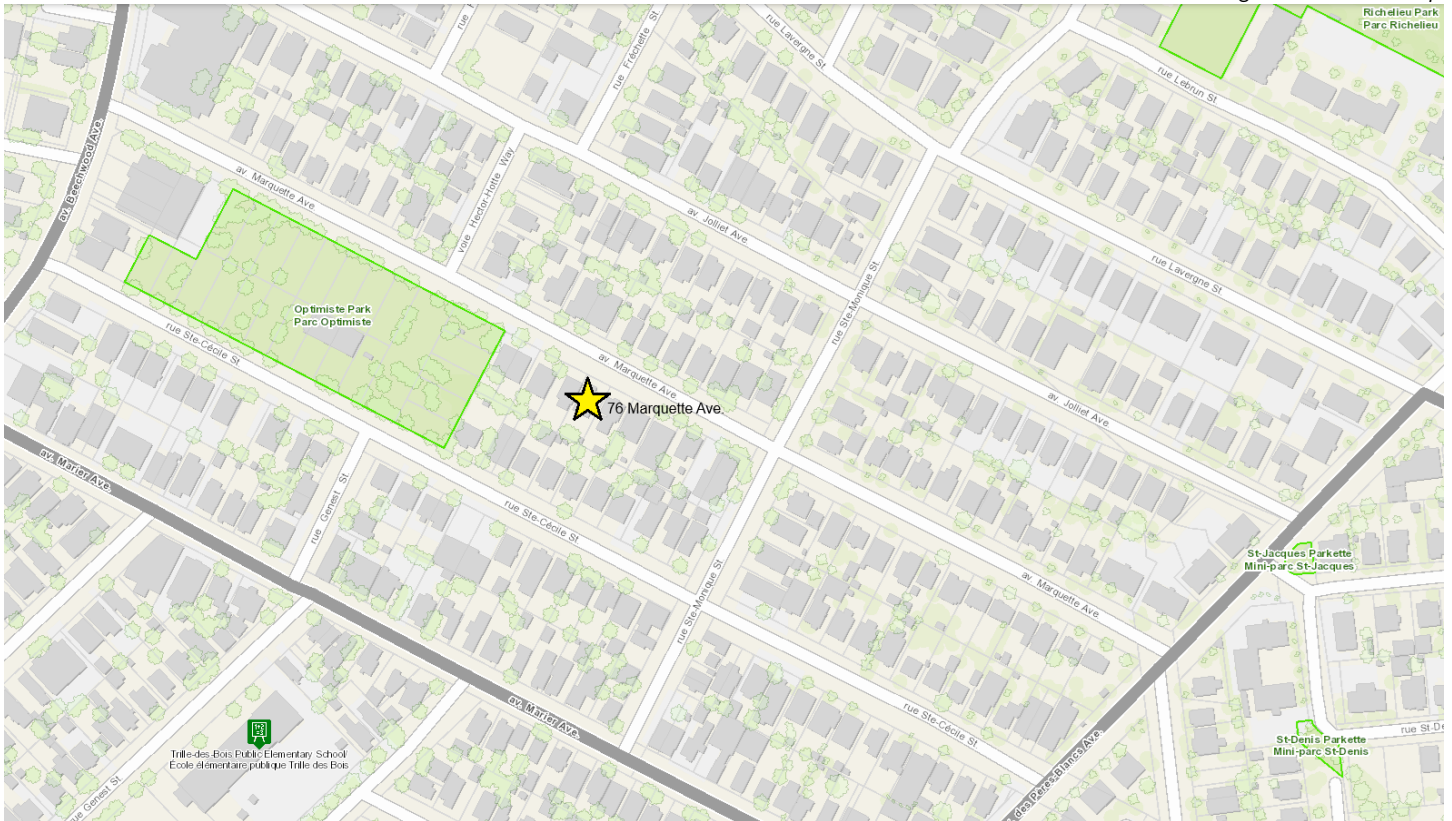 Richelieu Park
Parc Richelieu
rue Lavergne St
rue Fréchette St
rue Lebrun St
av. Beechwood Ave.
av Marquette Ave
voie Hector-Hotte Way
av Jolliet Ave
rue Ste-Monique St.
rue Lavergne St
Optimiste Park
Parc Optimiste
rue Ste-Cécile St
av Marquette Ave
76 Marquette Ave.
av Jolliet Ave
av. Marier Ave.
rue Genest St
rue Ste-Cécile St
St-Jacques Parkette
Mini-parc St-Jacques
av Marquette Ave
rue Ste-Monique St
av. Marier Ave.
rue Ste-Cécile St
des Pères-Blancs Ave.
St-Denis Parkette
Mini-parc St-Denis
rue St-De
Trille-des-Bois Public Elementary School/
École élémentaire publique Trille des Bois
rue Genest St